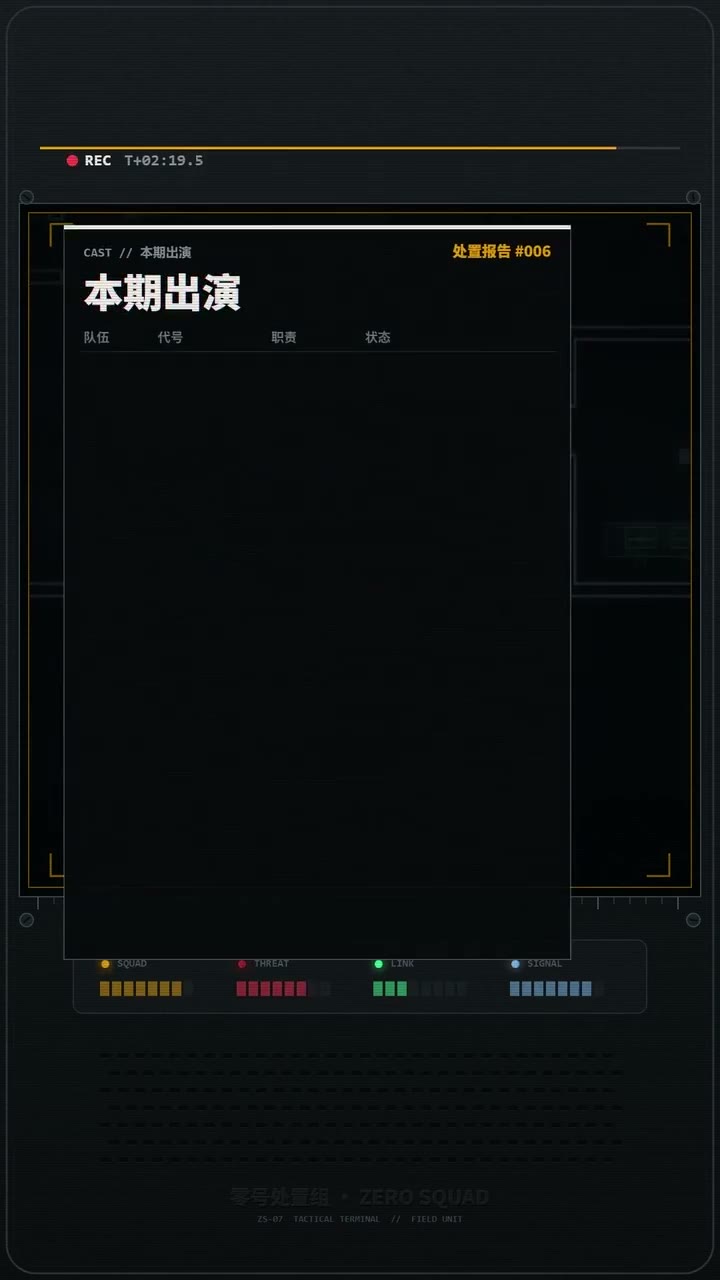 REC T+02:19.5
CAST // 本期出演
处置报告 #006
本期出演
队伍 代号 职责 状态
SQUAD THREAT LINK SIGNAL
零号处置组 • ZERO SQUAD
ZS-07 TACTICAL TERMINAL // FIELD UNIT